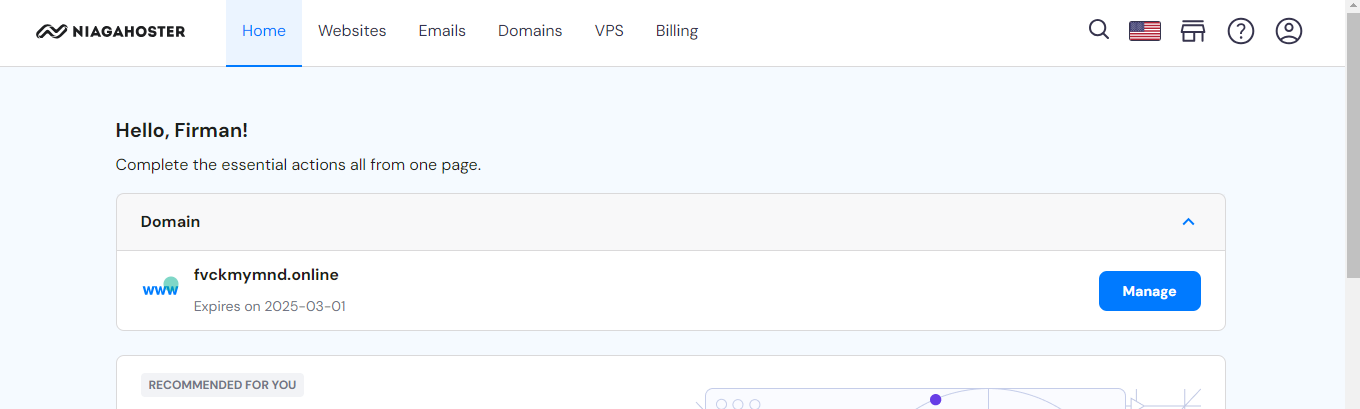 NIAGAHOSTER Home Websites Emails Domains VPS Billing
Hello, Firman!
Complete the essential actions all from one page.
Domain
www fvckmymnd.online
Expires on 2025-03-01
Manage
RECOMMENDED FOR YOU